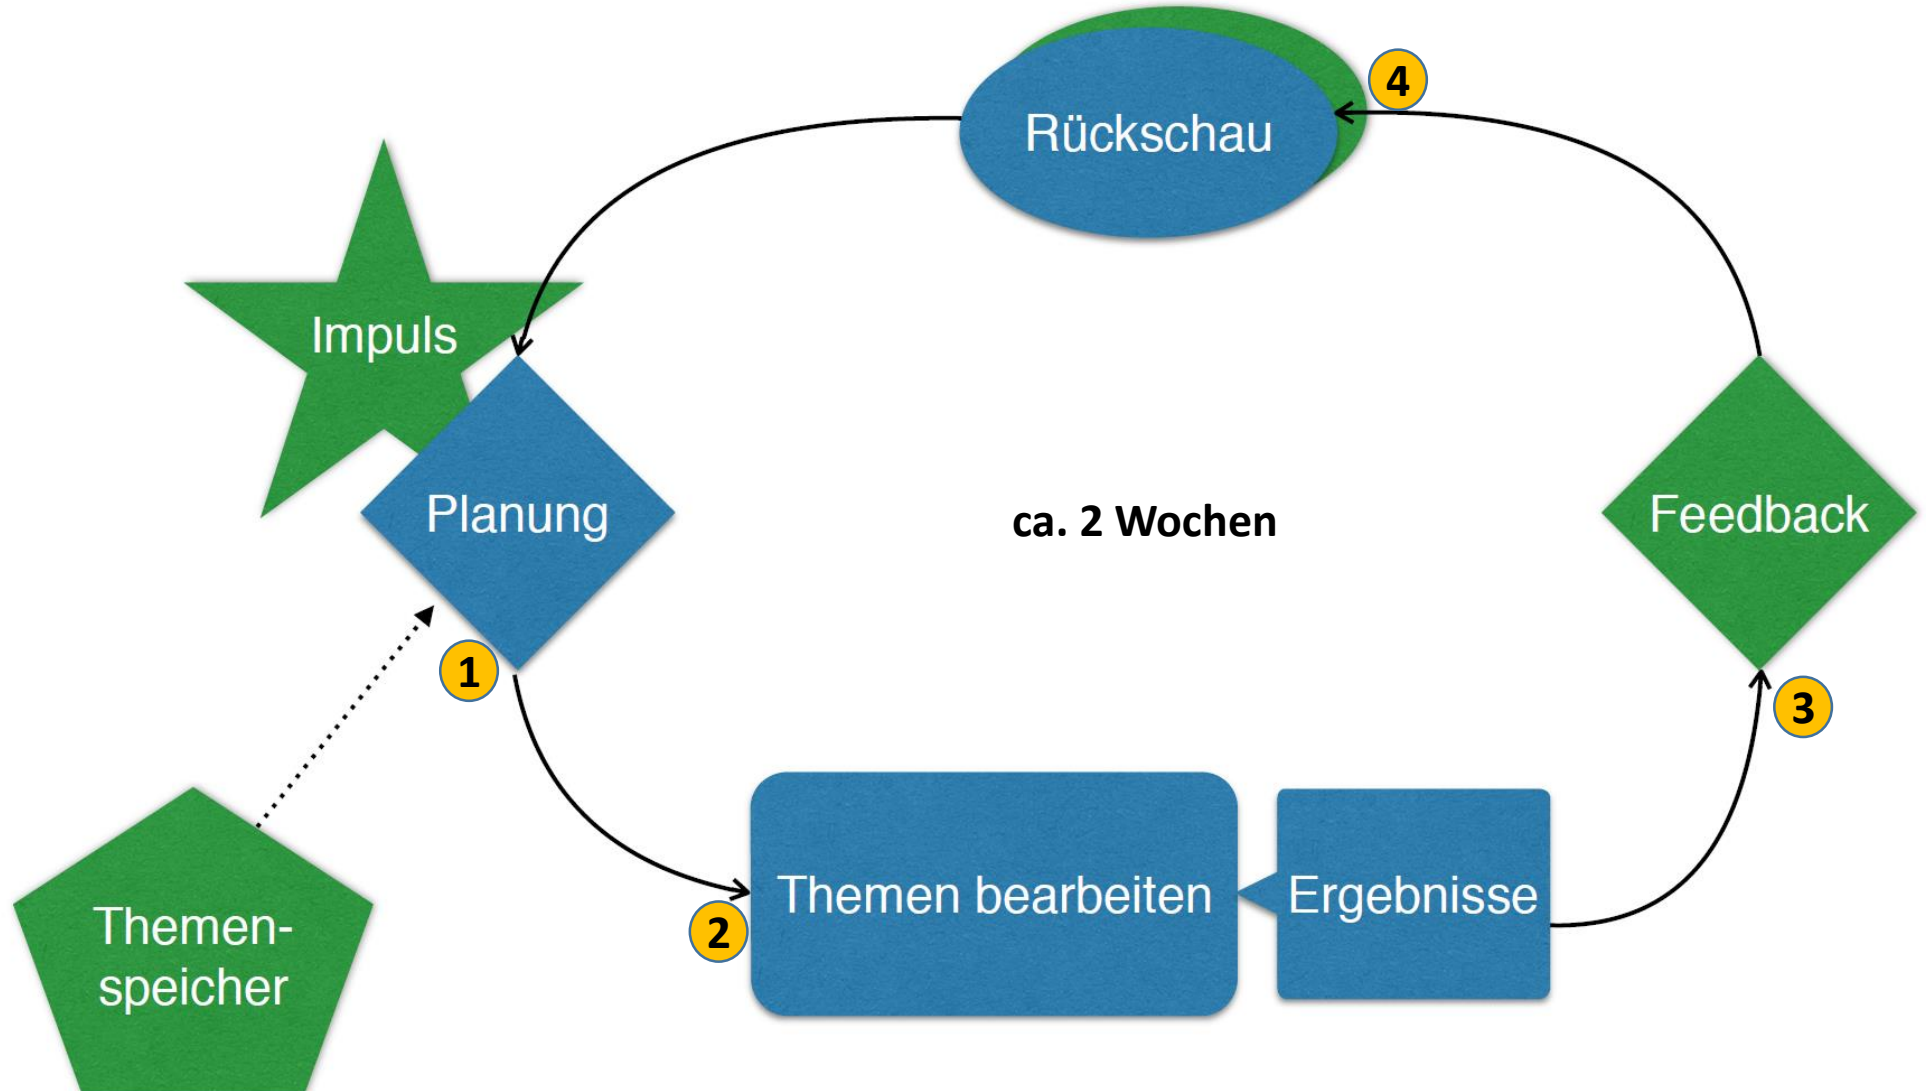 4
Rückschau
Impuls
Planung
ca. 2 Wochen
Feedback
1
3
Themen bearbeiten
Ergebnisse
2
Themen-
speicher